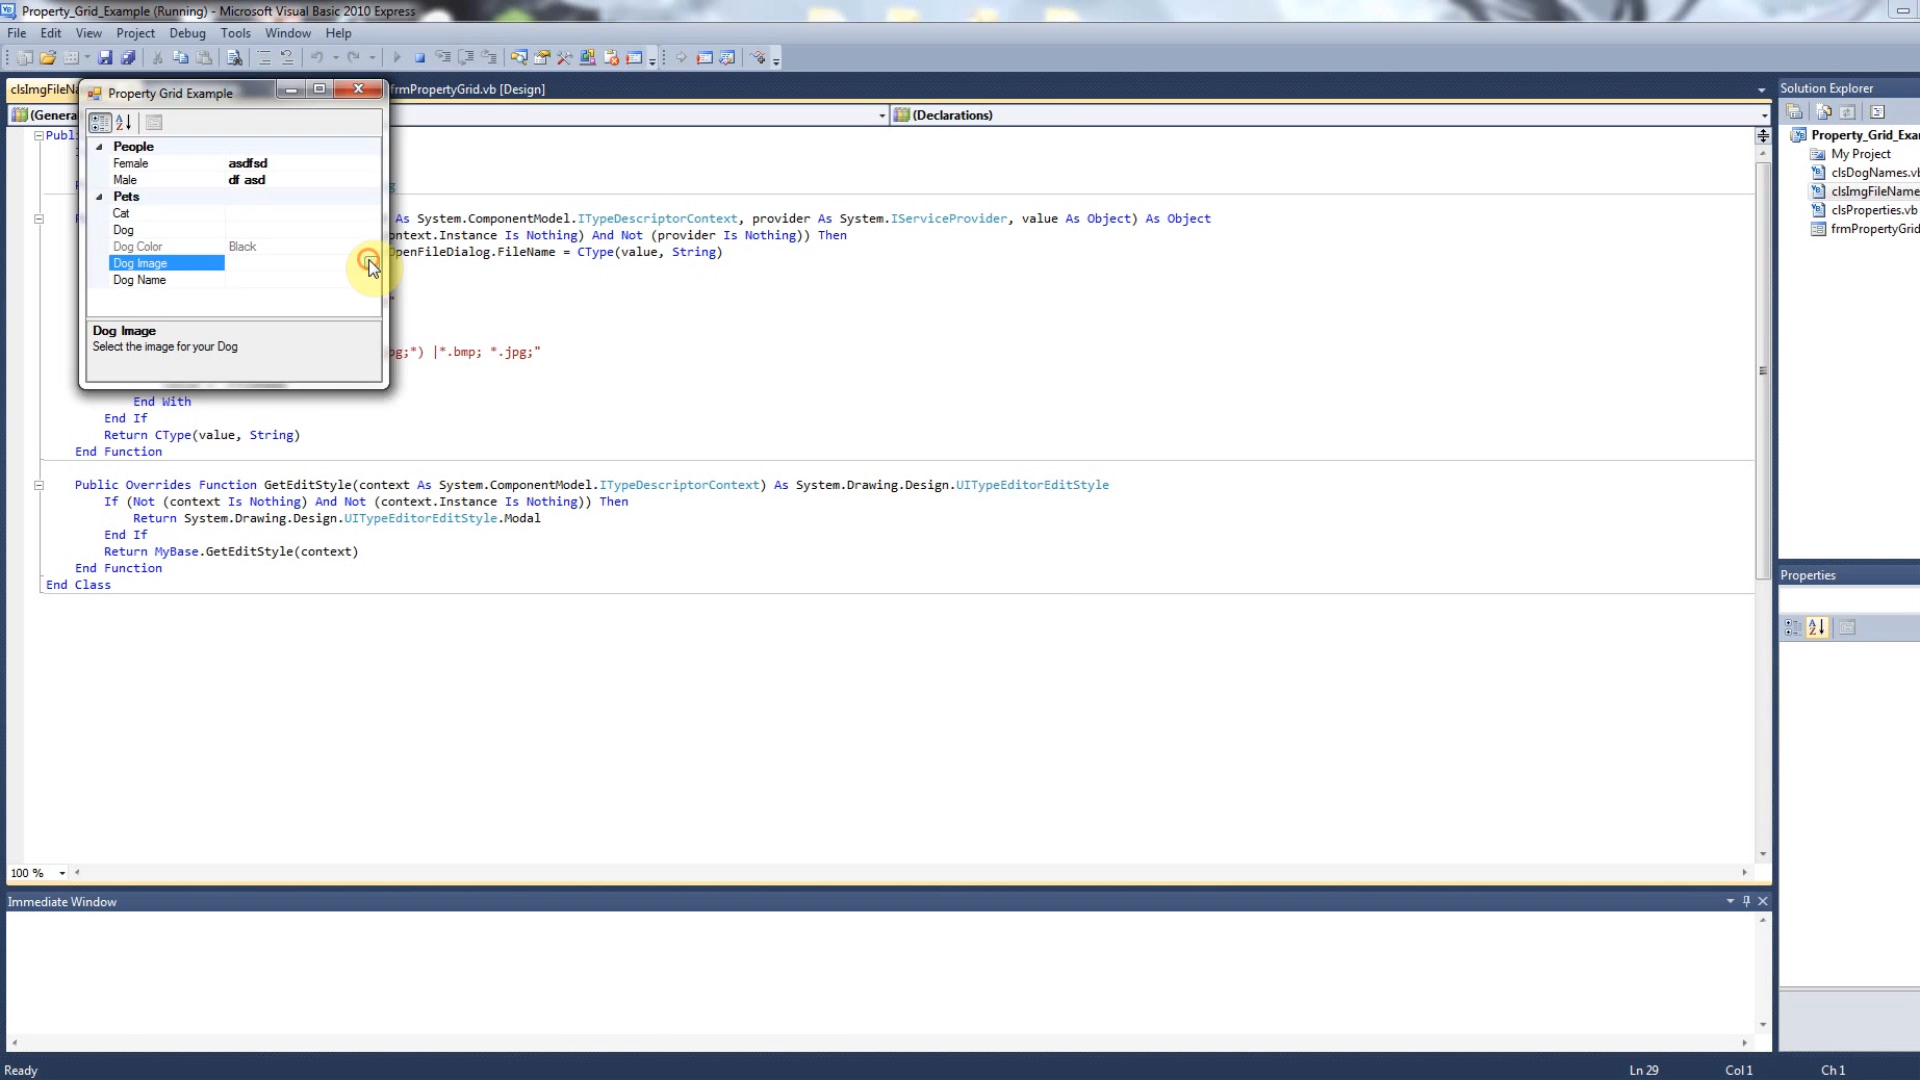 Property_Grid_Example (Running) - Microsoft Visual Basic 2010 Express
File Edit View Project Debug Tools Window Help
clsImgFileNa
frmPropertyGrid.vb [Design]
(Genera
(Declarations)
Publ
As System.ComponentModel.ITypeDescriptorContext, provider As System.IServiceProvider, value As Object) As Object
ontext.Instance Is Nothing) And Not (provider Is Nothing)) Then
OpenFileDialog.FileName = CType(value, String)
pg;*) |*.bmp; *.jpg;"
End With
End If
Return CType(value, String)
End Function
Public Overrides Function GetEditStyle(context As System.ComponentModel.ITypeDescriptorContext) As System.Drawing.Design.UITypeEditorEditStyle
If (Not (context Is Nothing) And Not (context.Instance Is Nothing)) Then
Return System.Drawing.Design.UITypeEditorEditStyle.Modal
End If
Return MyBase.GetEditStyle(context)
End Function
End Class
Property Grid Example
People
Female asdfsd
Male df asd
Pets
Cat
Dog
Dog Color Black
Dog Image
Dog Name
Dog Image
Select the image for your Dog
100 %
Immediate Window
Solution Explorer
Property_Grid_Exa
My Project
clsDogNames.vb
clsImgFileName
clsProperties.vb
frmPropertyGrid
Properties
Ready
Ln 29 Col 1 Ch 1